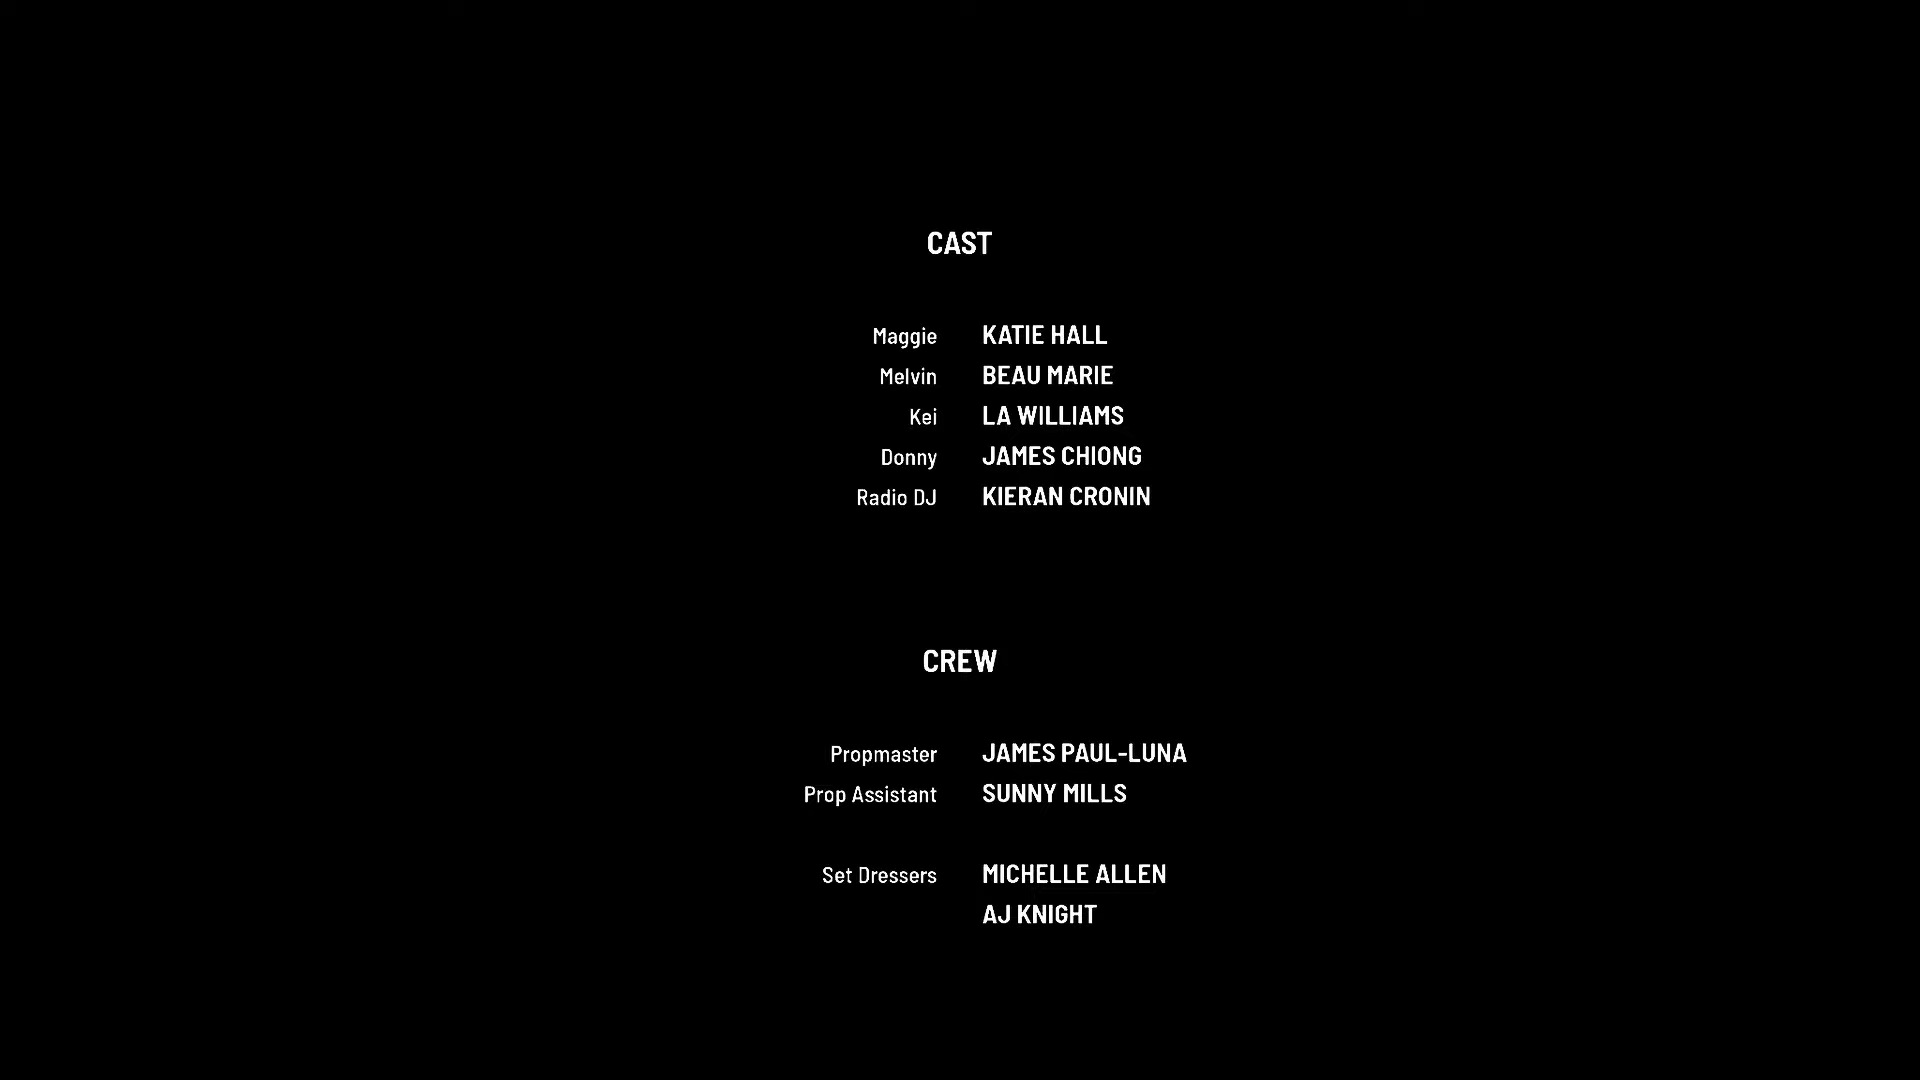 CAST
Maggie KATIE HALL
Melvin BEAU MARIE
Kei LA WILLIAMS
Donny JAMES CHIONG
Radio DJ KIERAN CRONIN
CREW
Propmaster JAMES PAUL-LUNA
Prop Assistant SUNNY MILLS
Set Dressers MICHELLE ALLEN
AJ KNIGHT